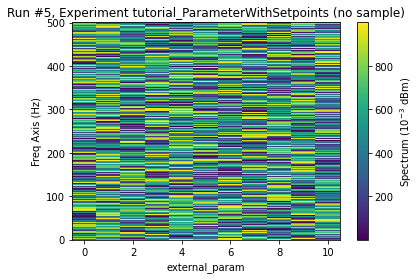 Run #5, Experiment tutorial_ParameterWithSetpoints (no sample)
500
400
300
200
100
0
Freq Axis (Hz)
0 2 4 6 8 10
external_param
800
600
400
200
Spectrum (10⁻³ dBm)